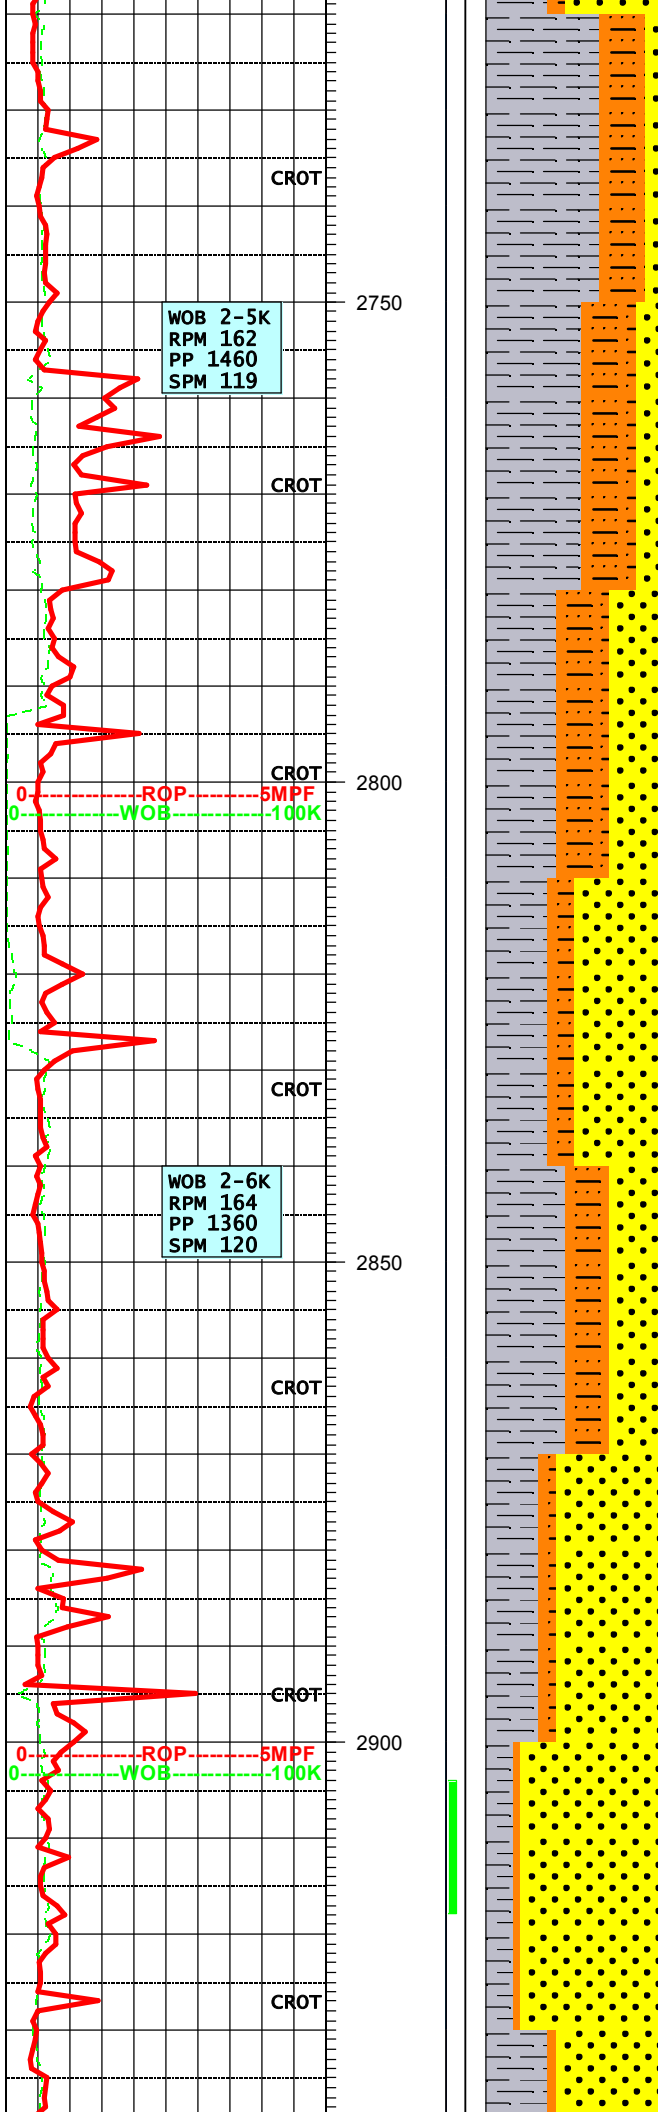 CROT
2750
WOB 2-5K
RPM 162
PP 1460
SPM 119
CROT
CROT
2800
0-----------------ROP----------5MPF
0---------------WOB---------------100K
CROT
WOB 2-6K
RPM 164
PP 1360
SPM 120
2850
CROT
CROT
2900
0-----------------ROP----------5MPF
0---------------WOB---------------100K
CROT